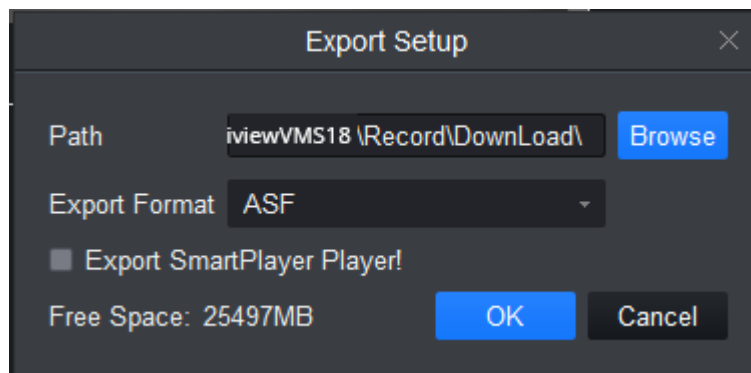 Export Setup
Path iviewVMS18 \Record\DownLoad\ Browse
Export Format ASF
Export SmartPlayer Player!
Free Space: 25497MB OK Cancel